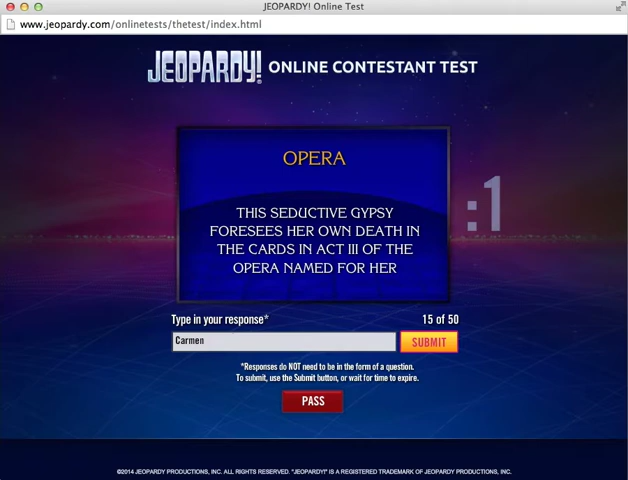 JEOPARDY! Online Test
www.jeopardy.com/onlinetests/thetest/index.html
JEOPARDY! ONLINE CONTESTANT TEST
OPERA
:1
THIS SEDUCTIVE GYPSY
FORESEES HER OWN DEATH IN
THE CARDS IN ACT III OF THE
OPERA NAMED FOR HER
Type in your response* 15 of 50
Carmen SUBMIT
*Responses do NOT need to be in the form of a question.
To submit, use the Submit button, or wait for time to expire.
PASS
©2014 JEOPARDY PRODUCTIONS, INC. ALL RIGHTS RESERVED. "JEOPARDY!" IS A REGISTERED TRADEMARK OF JEOPARDY PRODUCTIONS, INC.